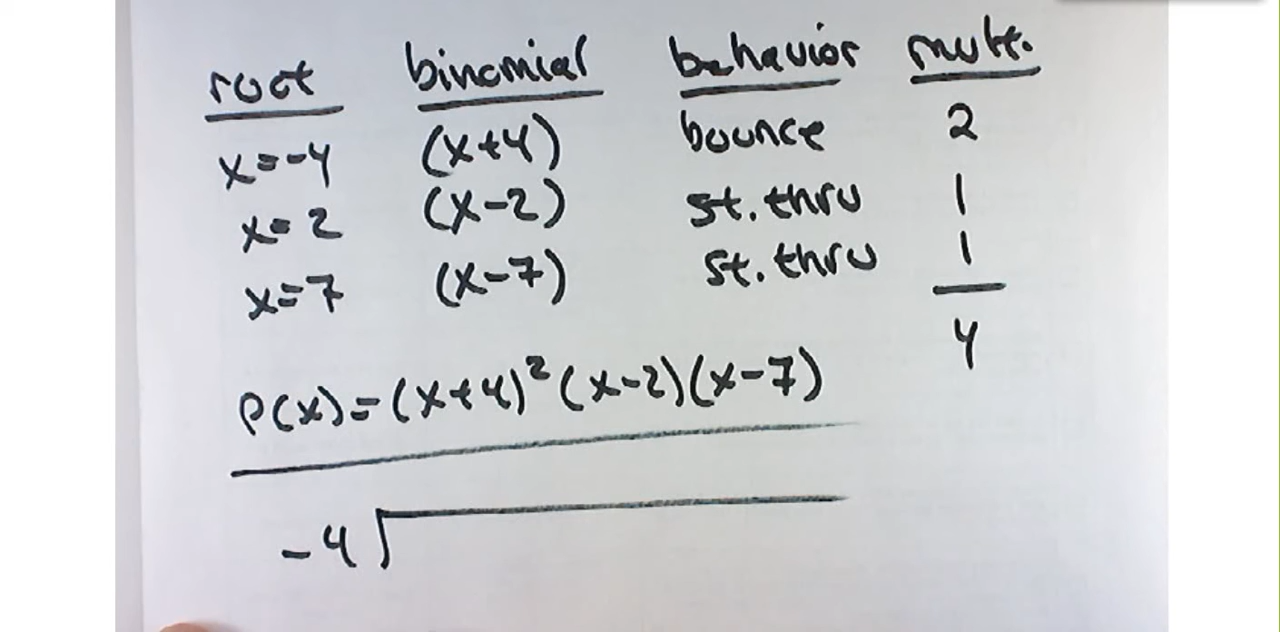 root binomial behavior mult.
x=-4 (x+4) bounce 2
x=2 (x-2) st. thru 1
x=7 (x-7) st. thru 1
4
P(x)=(x+4)²(x-2)(x-7)
-4